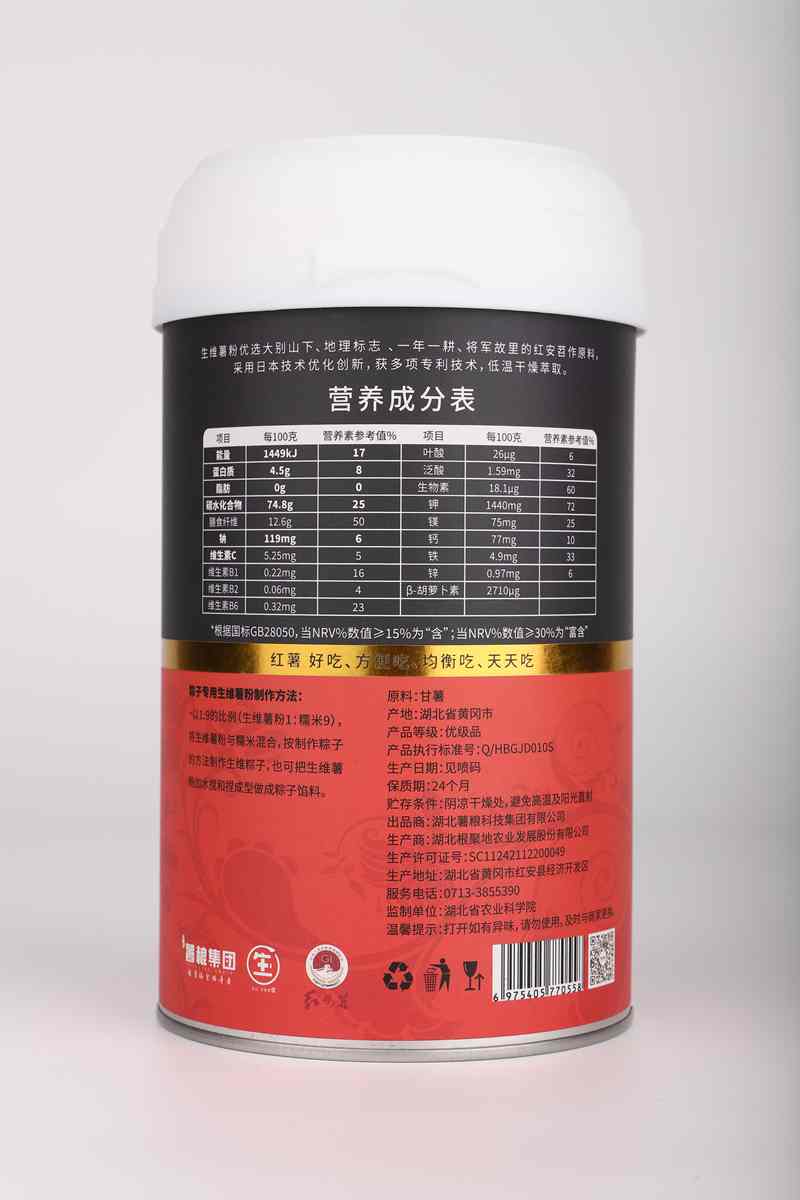 生维薯粉优选大别山下、地理标志、一年一耕、将军故里的红安苕作原料,
采用日本技术优化创新,获多项专利技术,低温干燥萃取。
营养成分表
项目 每100克 营养素参考值% 项目 每100克 营养素参考值%
能量 1449kJ 17 叶酸 26μg 6
蛋白质 4.5g 8 泛酸 1.59mg 32
脂肪 0g 0 生物素 18.1μg 60
碳水化合物 74.8g 25 钾 1440mg 72
膳食纤维 12.6g 50 镁 75mg 25
钠 119mg 6 钙 77mg 10
维生素C 5.25mg 5 铁 4.9mg 33
维生素B1 0.22mg 16 锌 0.97mg 6
维生素B2 0.06mg 4 β-胡萝卜素 2710μg
维生素B6 0.32mg 23
*根据国标GB28050,当NRV%数值≥15%为“含”;当NRV%数值≥30%为“富含”
红薯 好吃、方便吃、均衡吃、天天吃
粽子专用生维薯粉制作方法:
以1:9的比例(生维薯粉1:糯米9),
将生维薯粉与糯米混合,按制作粽子
的方法制作生维粽子,也可把生维薯
粉加水搅和捏成型做成粽子馅料。
原料:甘薯
产地:湖北省黄冈市
产品等级:优级品
产品执行标准号:Q/HBGJD010S
生产日期:见喷码
保质期:24个月
贮存条件:阴凉干燥处,避免高温及阳光直射
出品商:湖北薯粮科技集团有限公司
生产商:湖北根聚地农业发展股份有限公司
生产许可证号:SC11242112200049
生产地址:湖北省黄冈市红安县经济开发区
服务电话:0713-3855390
监制单位:湖北省农业科学院
温馨提示:打开如有异味,请勿使用,及时与商家更换。
薯粮集团
生
GI
红安苕
6 975405 770558